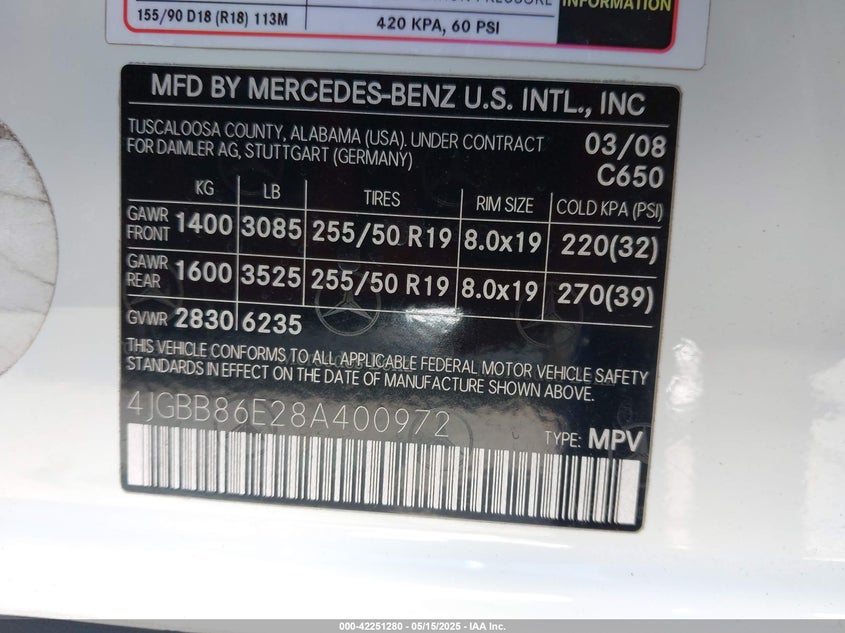 INFORMATION
155/90 D18 (R18) 113M 420 KPA, 60 PSI
MFD BY MERCEDES-BENZ U.S. INTL., INC
TUSCALOOSA COUNTY, ALABAMA (USA). UNDER CONTRACT 03/08
FOR DAIMLER AG, STUTTGART (GERMANY) C650
KG LB TIRES RIM SIZE COLD KPA (PSI)
GAWR FRONT 1400 3085 255/50 R19 8.0x19 220(32)
GAWR REAR 1600 3525 255/50 R19 8.0x19 270(39)
GVWR 2830 6235
THIS VEHICLE CONFORMS TO ALL APPLICABLE FEDERAL MOTOR VEHICLE SAFETY
STANDARDS IN EFFECT ON THE DATE OF MANUFACTURE SHOWN ABOVE.
4JGBB86E28A400972
TYPE: MPV
000-42251280 - 05/15/2025 - IAA Inc.